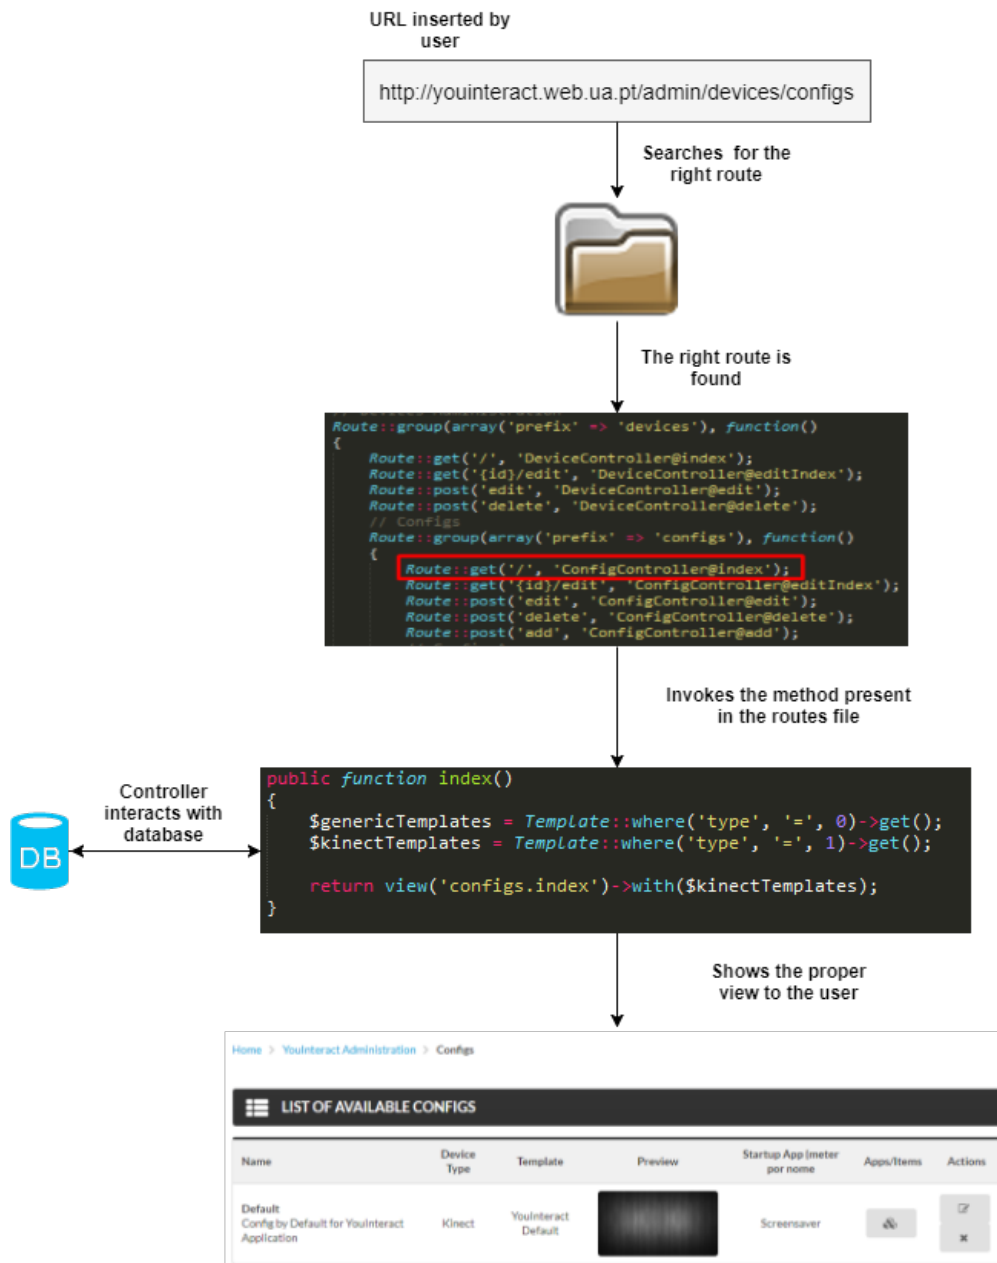 URL inserted by
user
http://youinteract.web.ua.pt/admin/devices/configs
Searches for the
right route
The right route is
found
// Devices Administration
Route::group(array('prefix' => 'devices'), function()
{
Route::get('/', 'DeviceController@index');
Route::get('{id}/edit', 'DeviceController@editIndex');
Route::post('edit', 'DeviceController@edit');
Route::post('delete', 'DeviceController@delete');
// Configs
Route::group(array('prefix' => 'configs'), function()
{
Route::get('/', 'ConfigController@index');
Route::get('{id}/edit', 'ConfigController@editIndex');
Route::post('edit', 'ConfigController@edit');
Route::post('delete', 'ConfigController@delete');
Route::post('add', 'ConfigController@add');
Invokes the method present
in the routes file
Controller
interacts with
database
DB
public function index()
{
$genericTemplates = Template::where('type', '=', 0)->get();
$kinectTemplates = Template::where('type', '=', 1)->get();
return view('configs.index')->with($kinectTemplates);
}
Shows the proper
view to the user
Home > YouInteract Administration > Configs
LIST OF AVAILABLE CONFIGS
Name Device Type Template Preview Startup App (meter por nome Apps/Items Actions
Default
Config by Default for YouInteract
Application
Kinect
YouInteract
Default
Screensaver